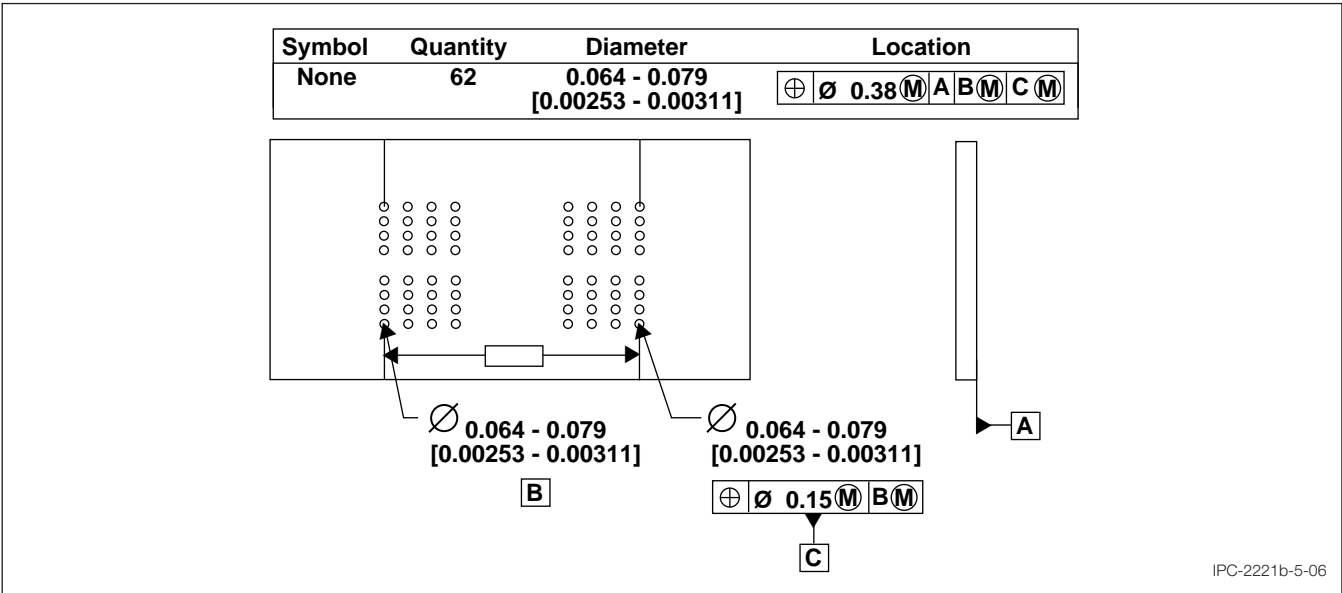 Symbol Quantity Diameter Location
None 62 0.064 - 0.079 ⌖ Ø 0.38Ⓜ A BⓂ CⓂ
[0.00253 - 0.00311]
A
∅ 0.064 - 0.079 ∅ 0.064 - 0.079
[0.00253 - 0.00311] [0.00253 - 0.00311]
B ⌖ Ø 0.15Ⓜ BⓂ
C
IPC-2221b-5-06